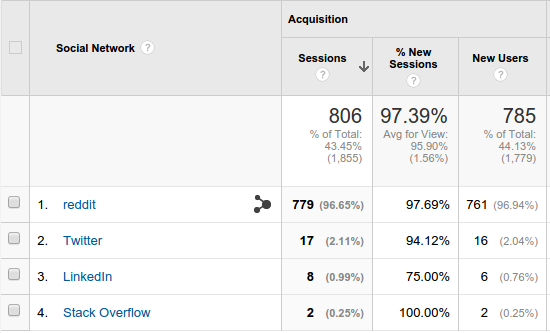 Acquisition
Social Network ?
Sessions ?
% New Sessions ?
New Users ?
806
% of Total:
43.45%
(1,855)
97.39%
Avg for View:
95.90%
(1.56%)
785
% of Total:
44.13%
(1,779)
1. reddit 779 (96.65%) 97.69% 761 (96.94%)
2. Twitter 17 (2.11%) 94.12% 16 (2.04%)
3. LinkedIn 8 (0.99%) 75.00% 6 (0.76%)
4. Stack Overflow 2 (0.25%) 100.00% 2 (0.25%)